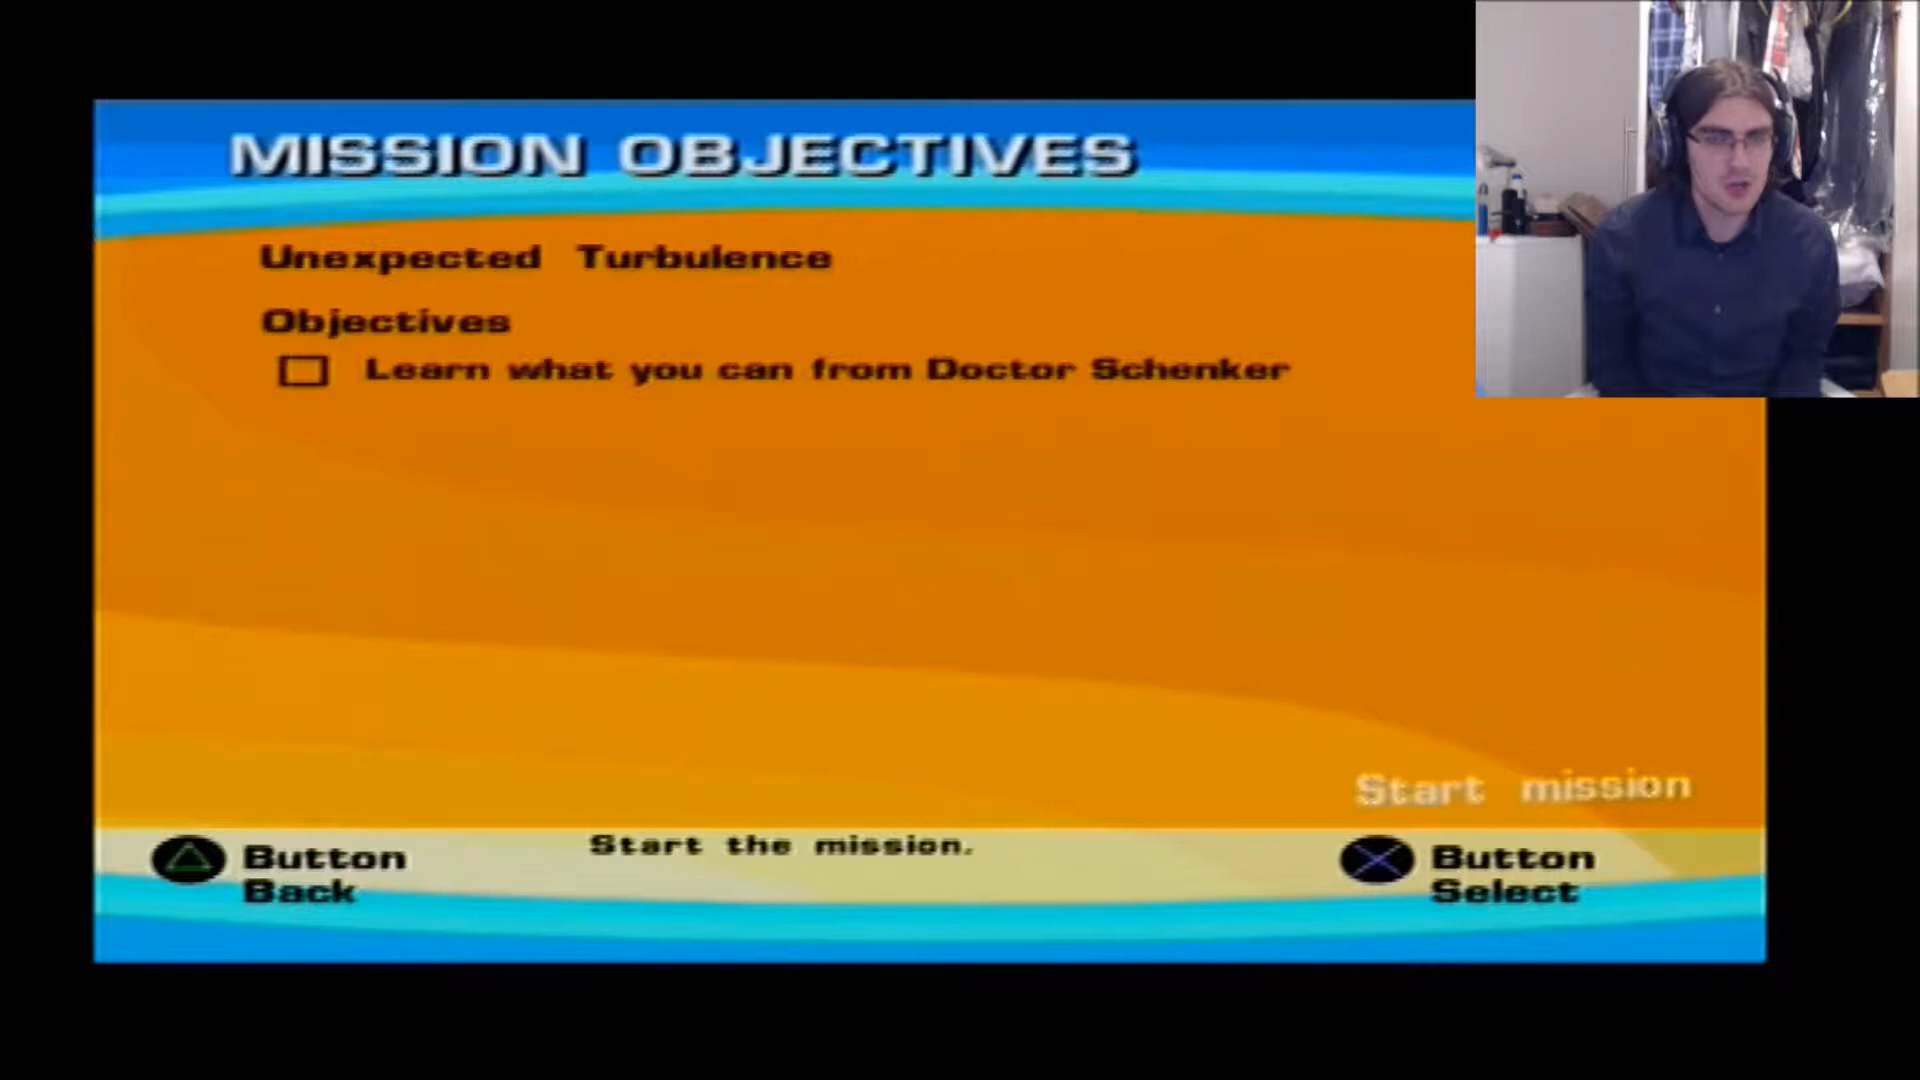 MISSION OBJECTIVES
Unexpected Turbulence
Objectives
Learn what you can from Doctor Schenker
Start mission
Start the mission.
Button
Back
Button
Select